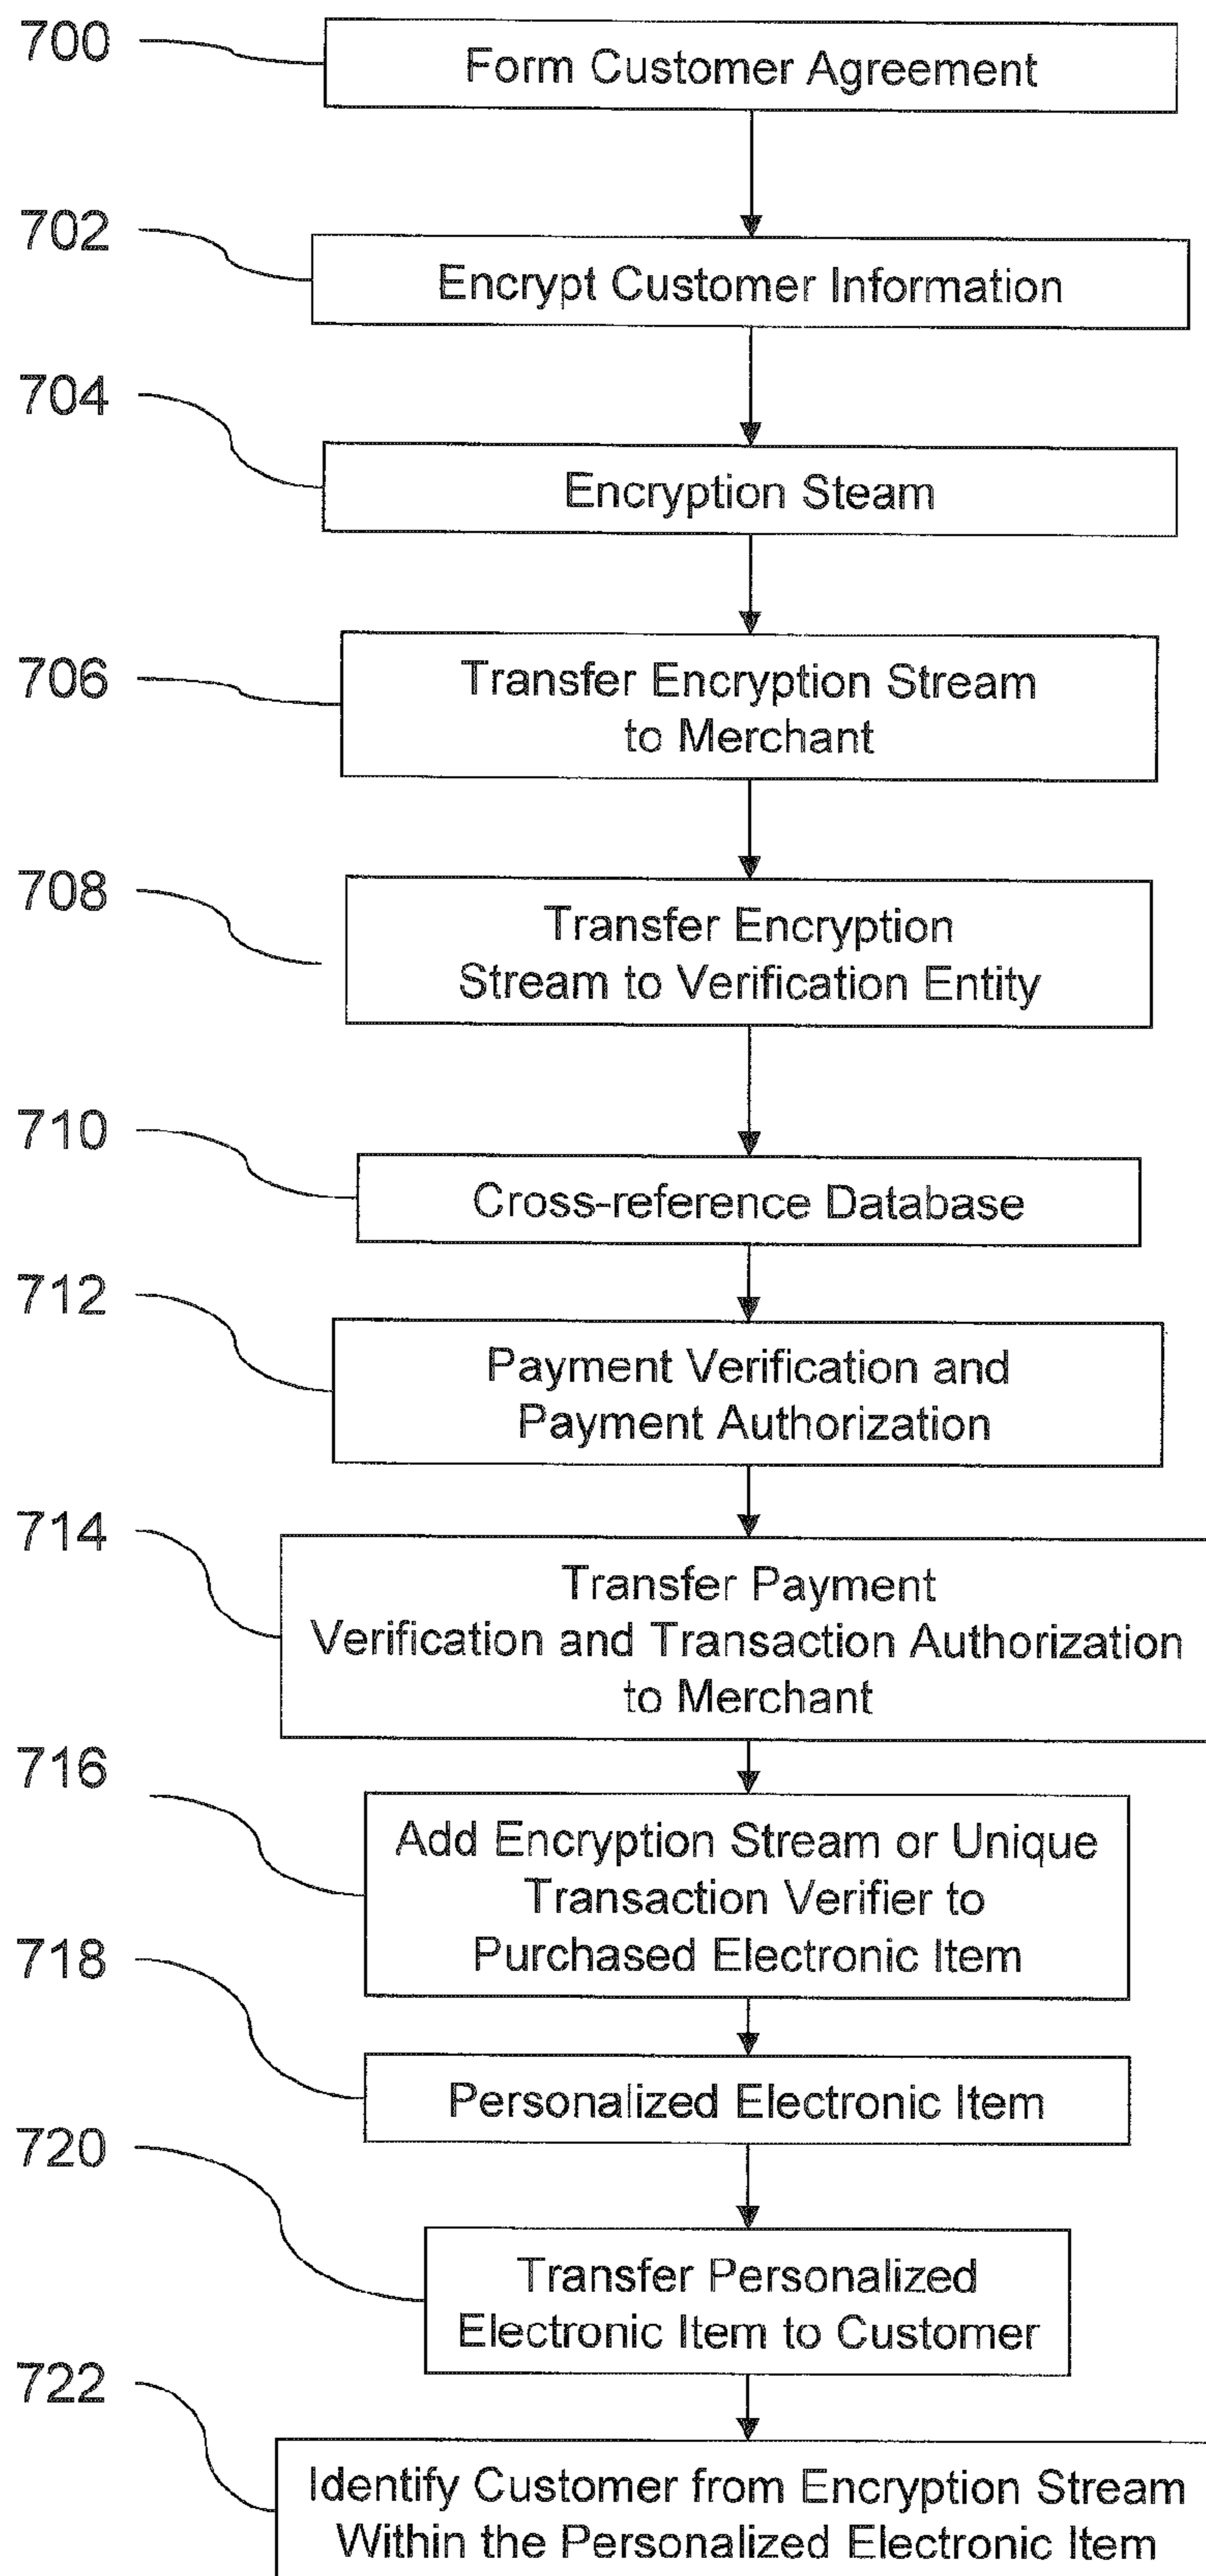 700
Form Customer Agreement
702
Encrypt Customer Information
704
Encryption Steam
706
Transfer Encryption Stream
to Merchant
708
Transfer Encryption
Stream to Verification Entity
710
Cross-reference Database
712
Payment Verification and
Payment Authorization
714
Transfer Payment
Verification and Transaction Authorization
to Merchant
716
Add Encryption Stream or Unique
Transaction Verifier to
Purchased Electronic Item
718
Personalized Electronic Item
720
Transfer Personalized
Electronic Item to Customer
722
Identify Customer from Encryption Stream
Within the Personalized Electronic Item